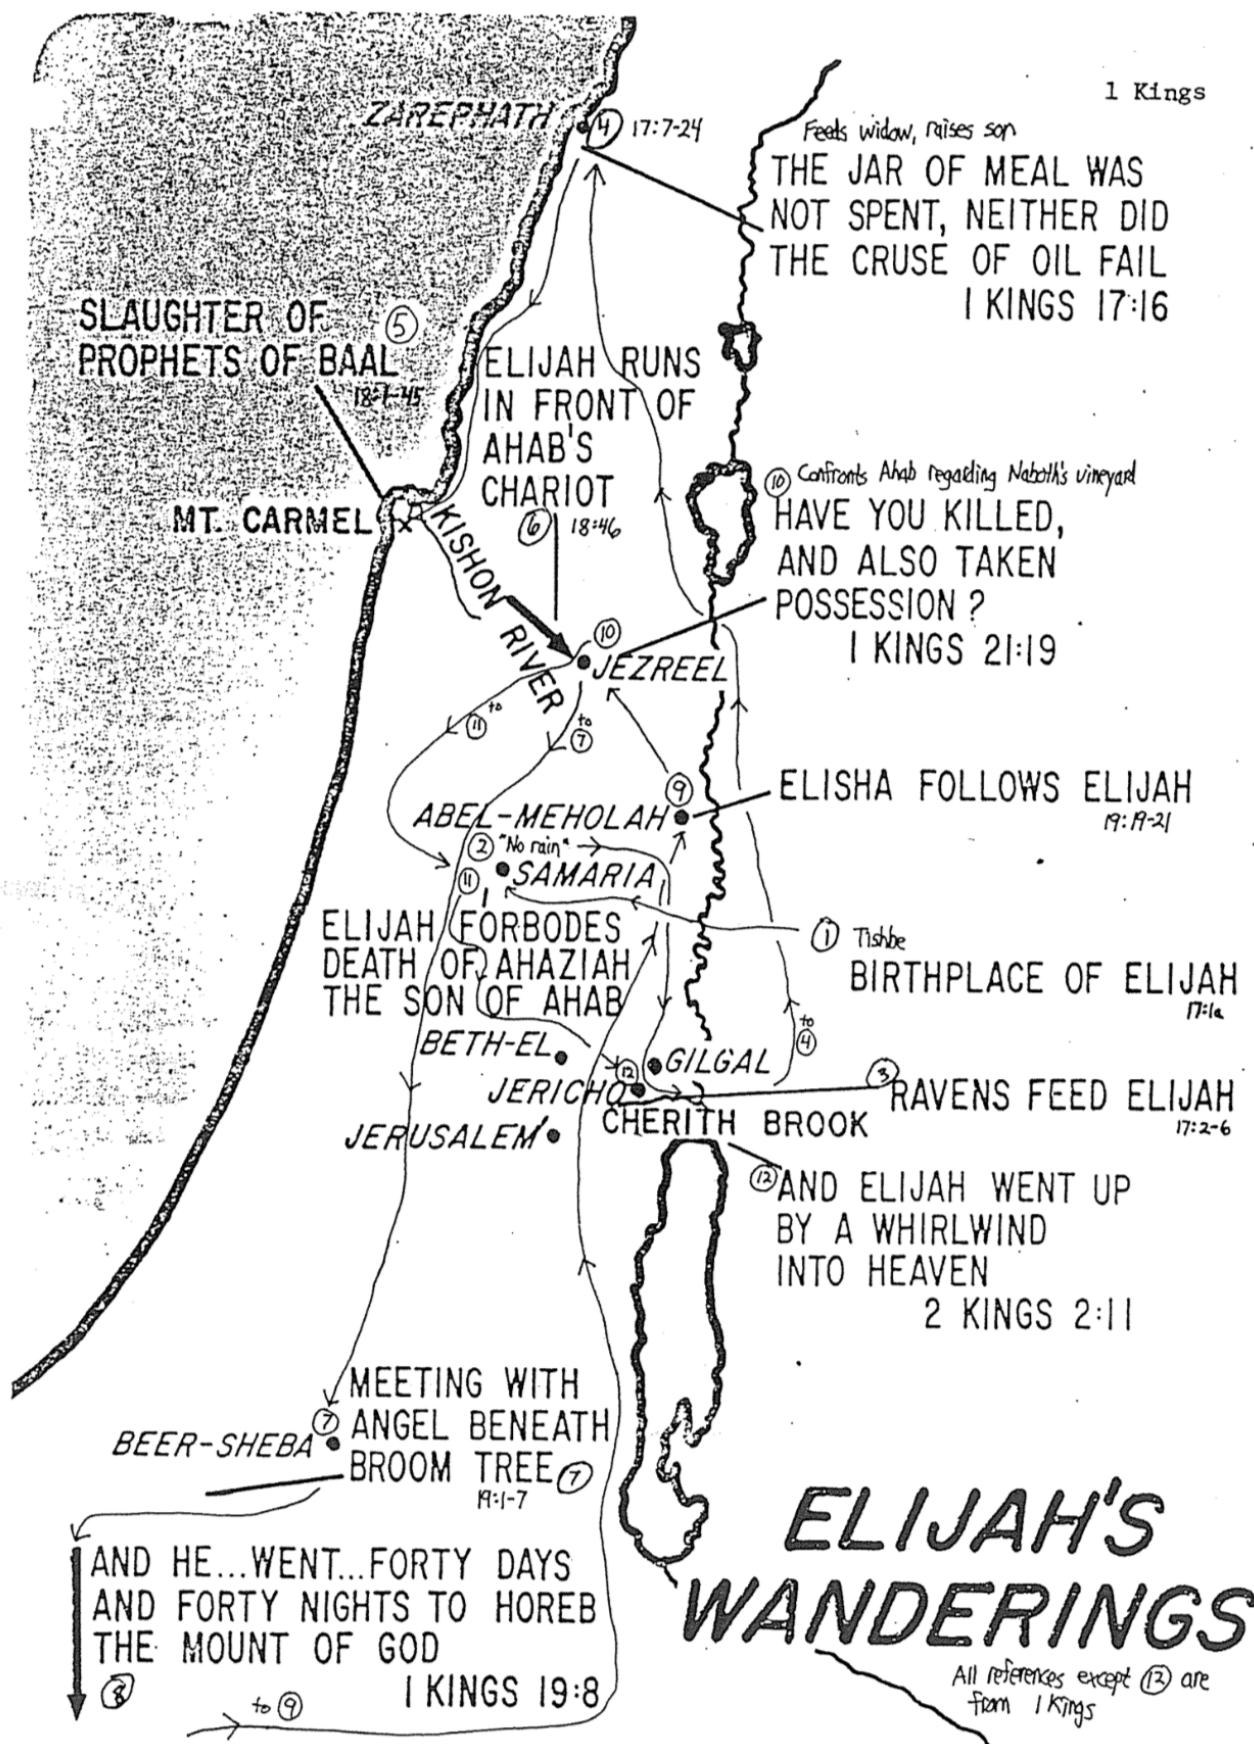 1 Kings
ZAREPHATH
④ 17:7-24
Feeds widow, raises son
THE JAR OF MEAL WAS
NOT SPENT, NEITHER DID
THE CRUSE OF OIL FAIL
I KINGS 17:16
SLAUGHTER OF
PROPHETS OF BAAL
⑤
18:1-45
ELIJAH RUNS
IN FRONT OF
AHAB'S
CHARIOT
⑥ 18:46
MT. CARMEL
KISHON RIVER
⑩ Confronts Ahab regarding Naboth's vineyard
HAVE YOU KILLED,
AND ALSO TAKEN
POSSESSION?
I KINGS 21:19
⑩
JEZREEL
to
⑪
to
⑦
⑨
ABEL-MEHOLAH
ELISHA FOLLOWS ELIJAH
19:19-21
② "No rain"
SAMARIA
⑪
ELIJAH FORBODES
DEATH OF AHAZIAH
THE SON OF AHAB
① Tishbe
BIRTHPLACE OF ELIJAH
17:1a
to
④
BETH-EL
GILGAL
⑫
JERICHO
③ RAVENS FEED ELIJAH
17:2-6
CHERITH BROOK
JERUSALEM
⑫ AND ELIJAH WENT UP
BY A WHIRLWIND
INTO HEAVEN
2 KINGS 2:11
MEETING WITH
ANGEL BENEATH
BROOM TREE ⑦
19:1-7
⑦
BEER-SHEBA
AND HE...WENT...FORTY DAYS
AND FORTY NIGHTS TO HOREB
THE MOUNT OF GOD
I KINGS 19:8
⑧
to ⑨
ELIJAH'S
WANDERINGS
All references except ⑫ are
from 1 Kings